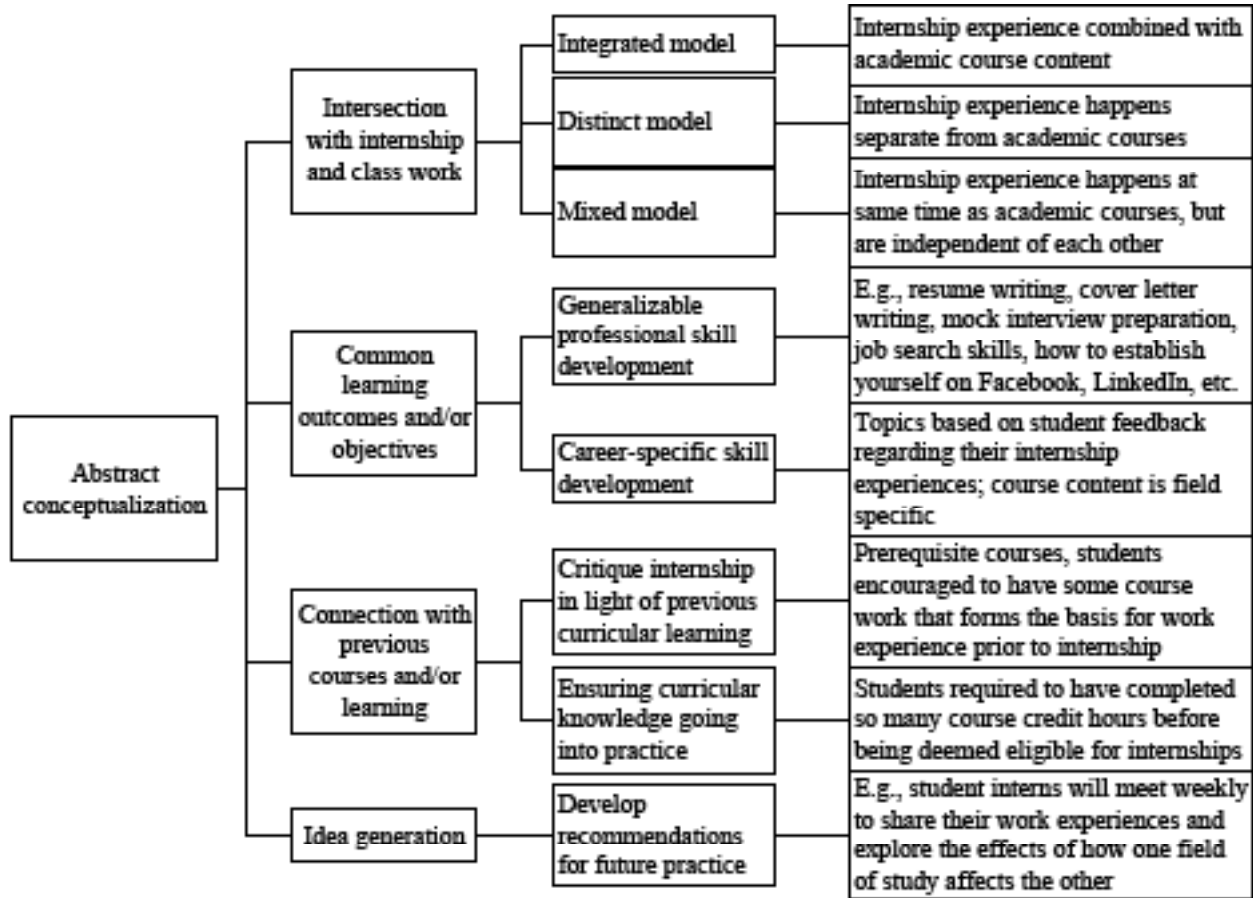 Abstract
conceptualization
Intersection
with internship
and class work
Integrated model
Internship experience combined with
academic course content
Distinct model
Internship experience happens
separate from academic courses
Mixed model
Internship experience happens at
same time as academic courses, but
are independent of each other
Common
learning
outcomes and/or
objectives
Generalizable
professional skill
development
E.g., resume writing, cover letter
writing, mock interview preparation,
job search skills, how to establish
yourself on Facebook, LinkedIn, etc.
Career-specific skill
development
Topics based on student feedback
regarding their internship
experiences; course content is field
specific
Connection with
previous
courses and/or
learning
Critique internship
in light of previous
curricular learning
Prerequisite courses, students
encouraged to have some course
work that forms the basis for work
experience prior to internship
Ensuring curricular
knowledge going
into practice
Students required to have completed
so many course credit hours before
being deemed eligible for internships
Idea generation
Develop
recommendations
for future practice
E.g., student interns will meet weekly
to share their work experiences and
explore the effects of how one field
of study affects the other